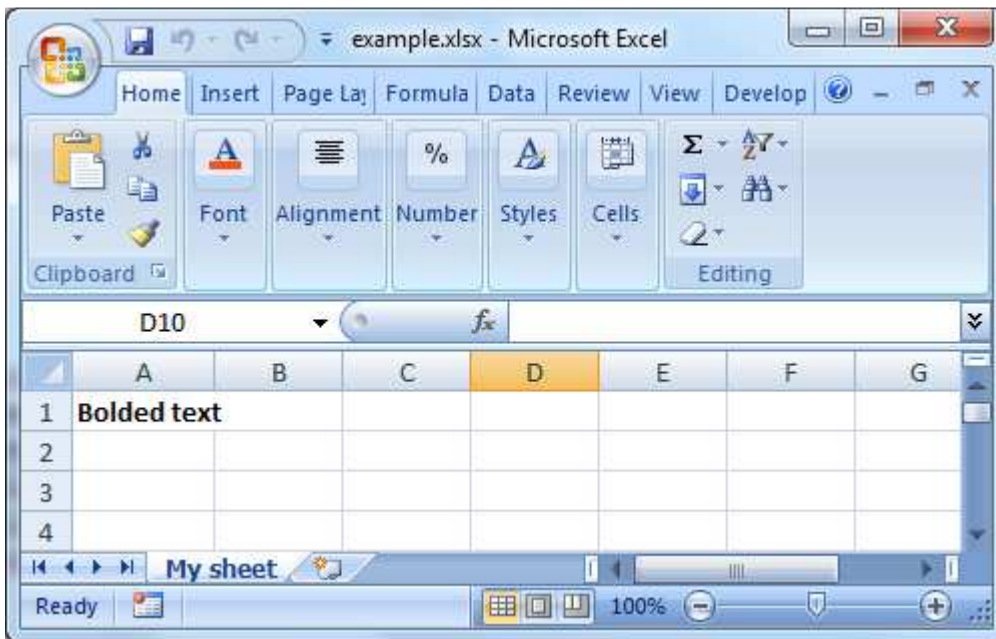 example.xlsx - Microsoft Excel
Home Insert Page Lay Formula Data Review View Develop
Paste Font Alignment Number Styles Cells Σ
%
Clipboard Editing
D10 fx
A B C D E F G
1 Bolded text
2
3
4
My sheet
Ready 100%